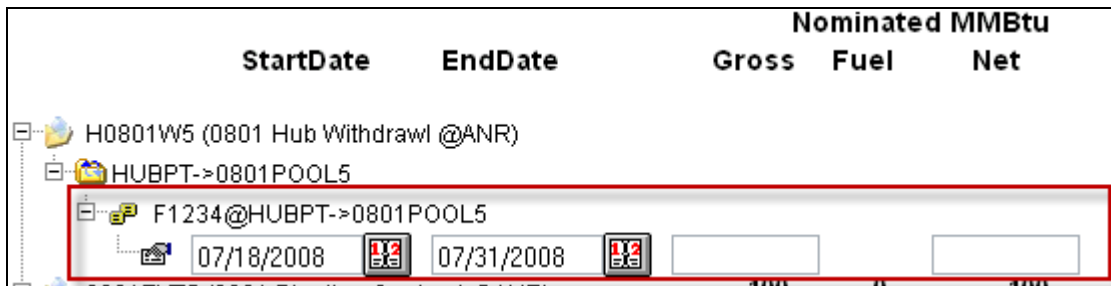 Nominated MMBtu
StartDate EndDate Gross Fuel Net
H0801W5 (0801 Hub Withdrawl @ANR)
HUBPT->0801POOL5
F1234@HUBPT->0801POOL5
07/18/2008 07/31/2008